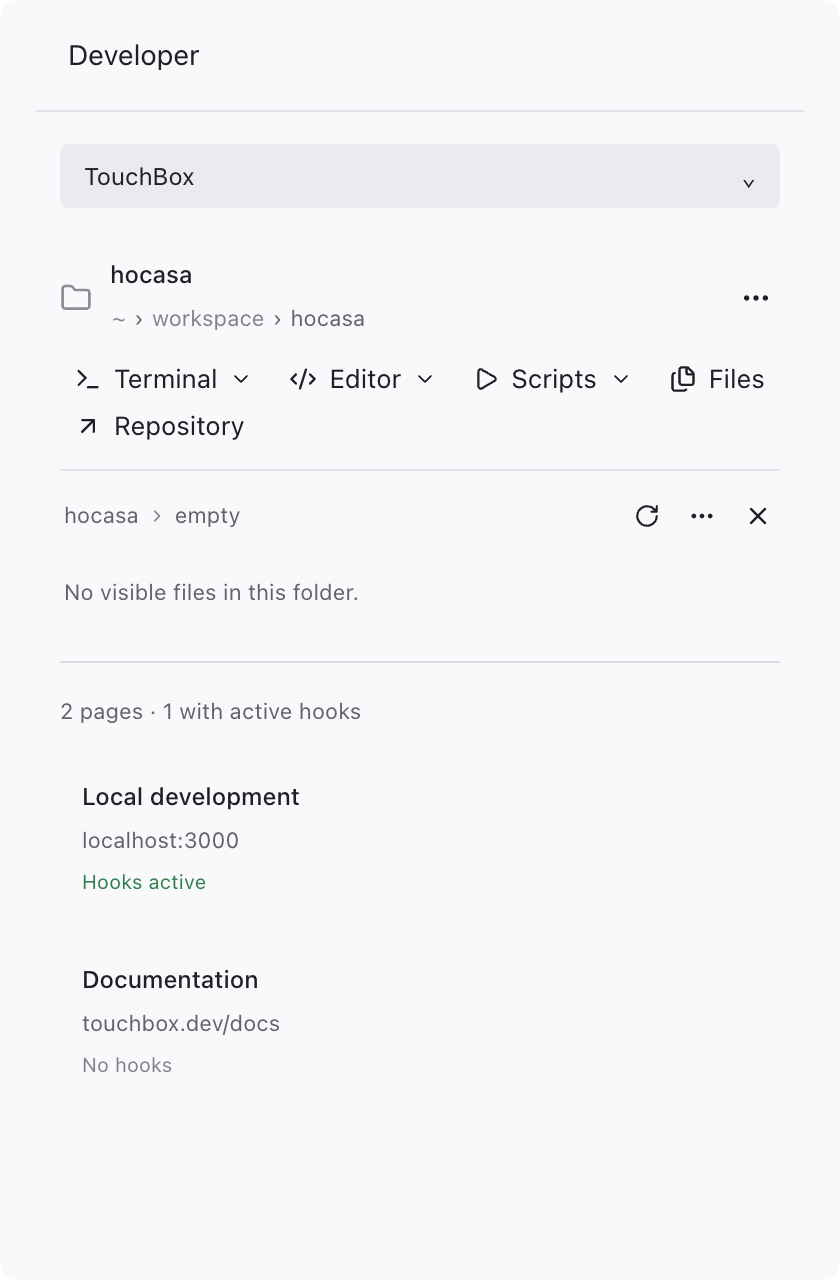 Developer
TouchBox
hocasa
~ › workspace › hocasa
Terminal Editor Scripts Files
Repository
hocasa > empty
No visible files in this folder.
2 pages · 1 with active hooks
Local development
localhost:3000
Hooks active
Documentation
touchbox.dev/docs
No hooks